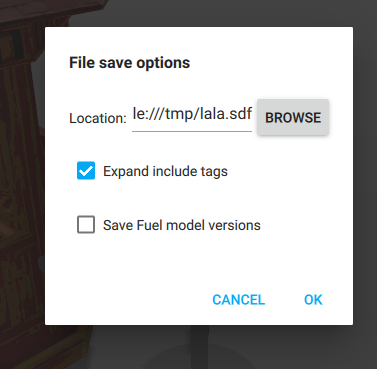 File save options
Location: le:///tmp/lala.sdf BROWSE
Expand include tags
Save Fuel model versions
CANCEL OK